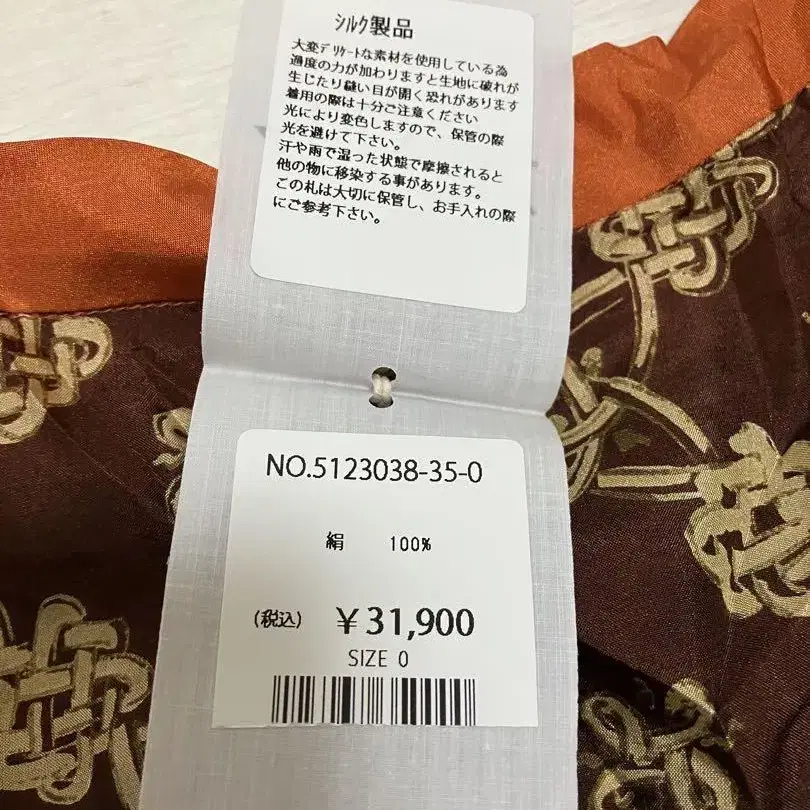 シルク製品
大変デリケートな素材を使用している為
過度の力が加わりますと生地に破れが
生じたり縫い目が開く恐れがあります
着用の際は十分ご注意ください
光により変色しますので、保管の際
光を避けて下さい。
汗や雨で湿った状態で摩擦されると
他の物に移染する事があります。
この札は大切に保管し、お手入れの際
にご参考下さい。
NO.5123038-35-0
絹 100%
(税込) ¥31,900
SIZE 0